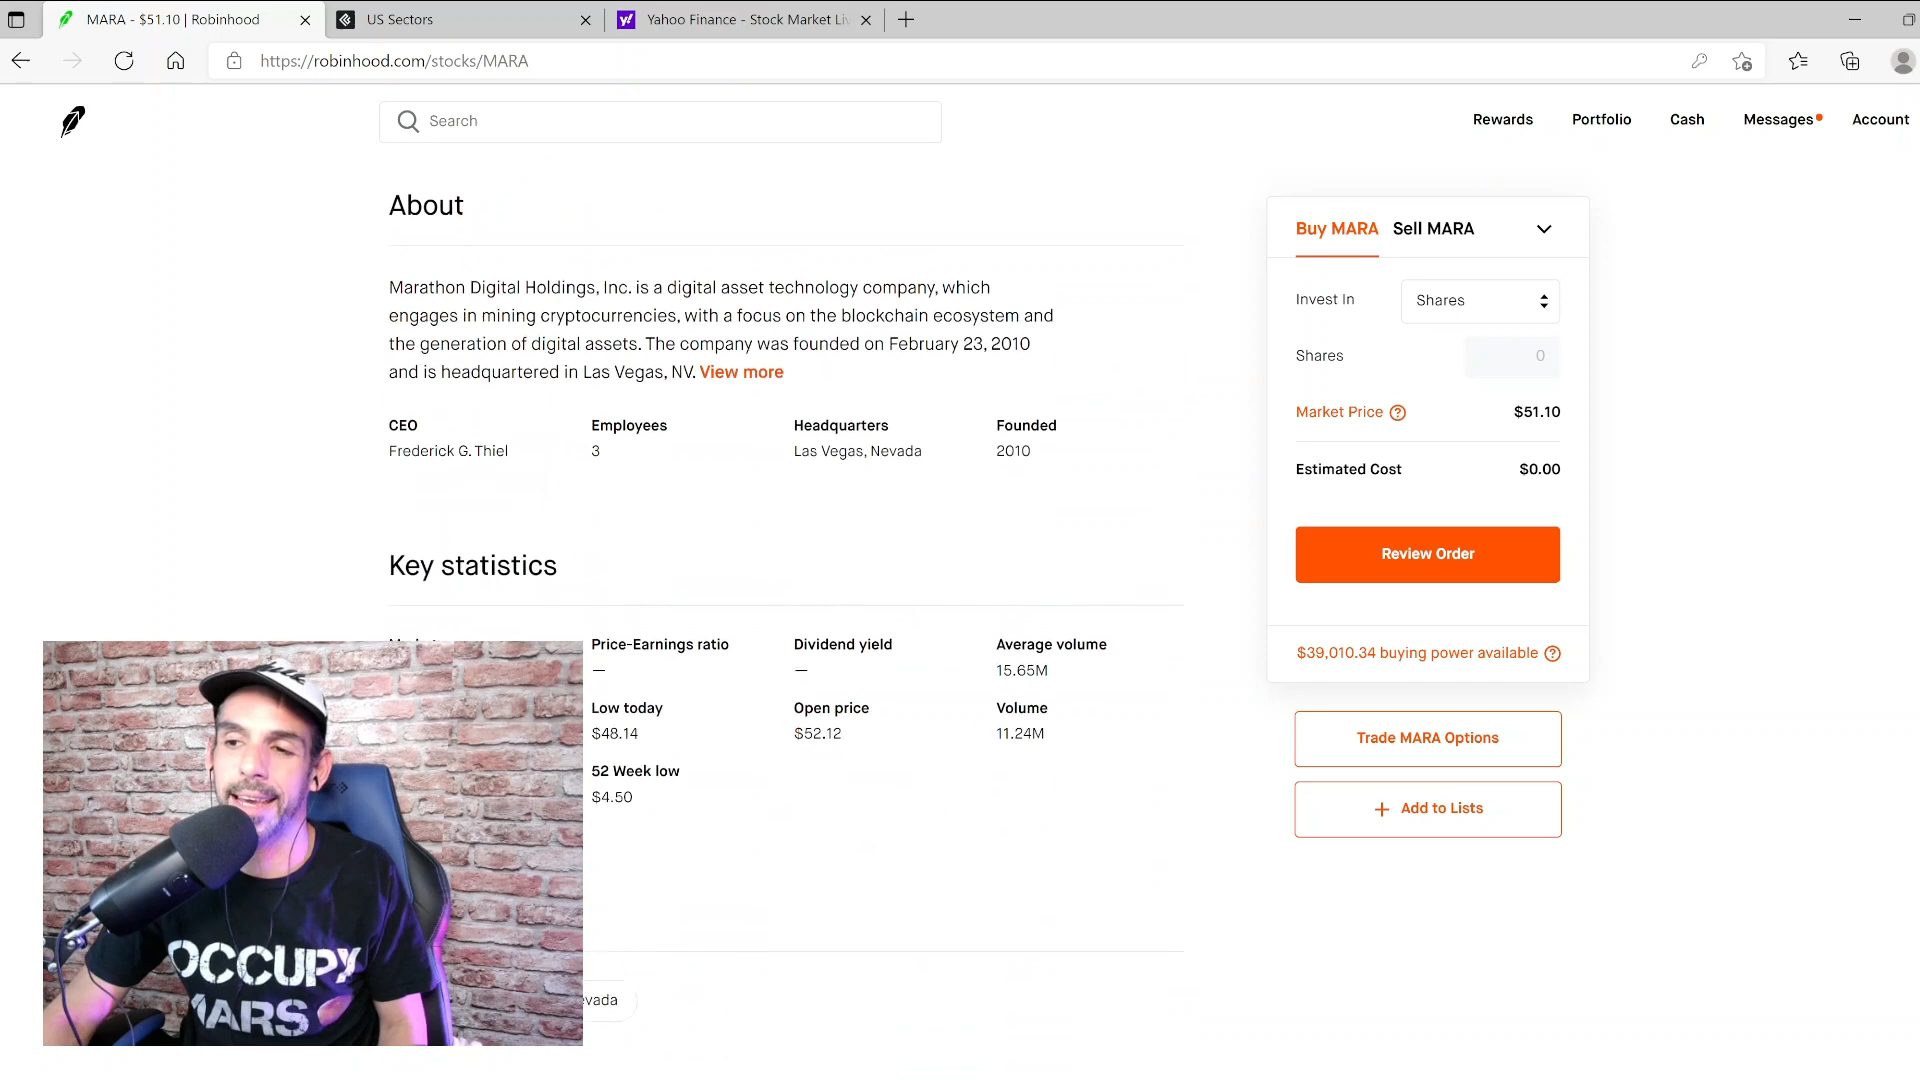 MARA - $51.10 | Robinhood
US Sectors
Yahoo Finance - Stock Market Li
https://robinhood.com/stocks/MARA
Search
Rewards
Portfolio
Cash
Messages
Account
About
Marathon Digital Holdings, Inc. is a digital asset technology company, which
engages in mining cryptocurrencies, with a focus on the blockchain ecosystem and
the generation of digital assets. The company was founded on February 23, 2010
and is headquartered in Las Vegas, NV. View more
CEO
Frederick G. Thiel
Employees
3
Headquarters
Las Vegas, Nevada
Founded
2010
Key statistics
Price-Earnings ratio
—
Dividend yield
—
Average volume
15.65M
Low today
$48.14
Open price
$52.12
Volume
11.24M
52 Week low
$4.50
evada
OCCUPY
MARS
Buy MARA
Sell MARA
Invest In
Shares
Shares
0
Market Price
$51.10
Estimated Cost
$0.00
Review Order
$39,010.34 buying power available
Trade MARA Options
+ Add to Lists